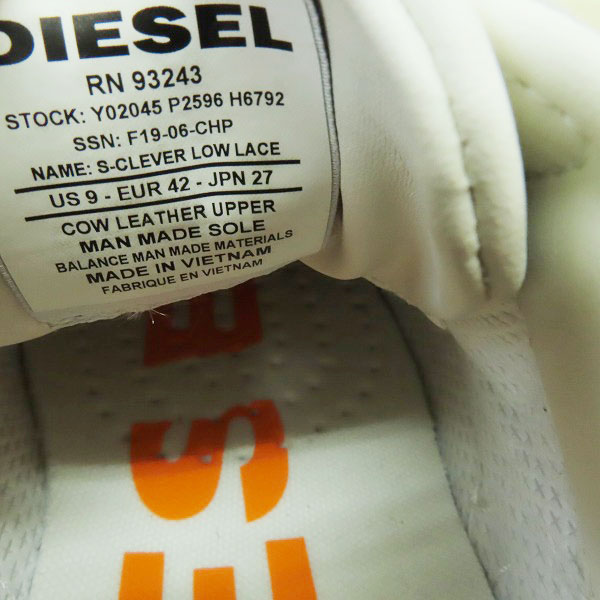 DIESEL
RN 93243
STOCK: Y02045 P2596 H6792
SSN: F19-06-CHP
NAME: S-CLEVER LOW LACE
US 9 - EUR 42 - JPN 27
COW LEATHER UPPER
MAN MADE SOLE
BALANCE MAN MADE MATERIALS
MADE IN VIETNAM
FABRIQUE EN VIETNAM
ESE